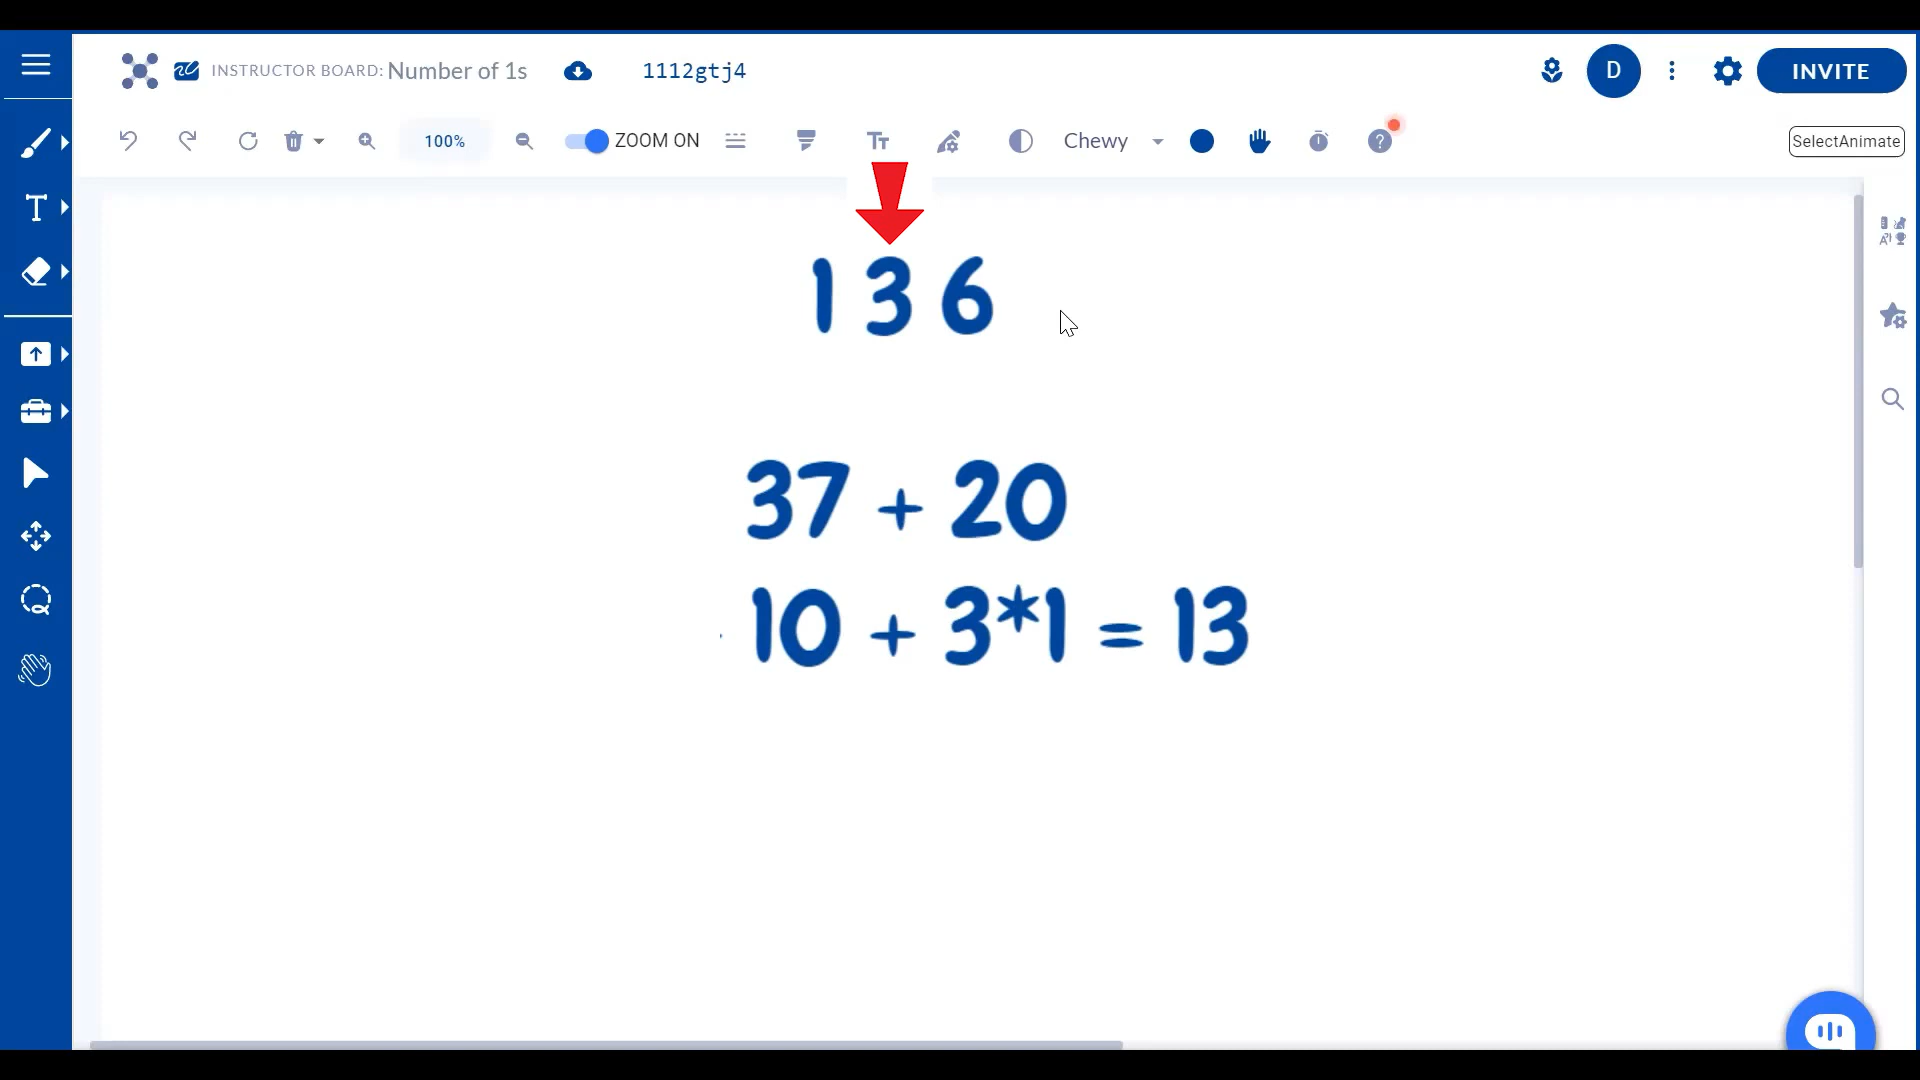 INSTRUCTOR BOARD: Number of 1s 1112gtj4 D INVITE
100% ZOOM ON Tт Chewy ? SelectAnimate
T
1 3 6
37 + 20
10 + 3*1 = 13